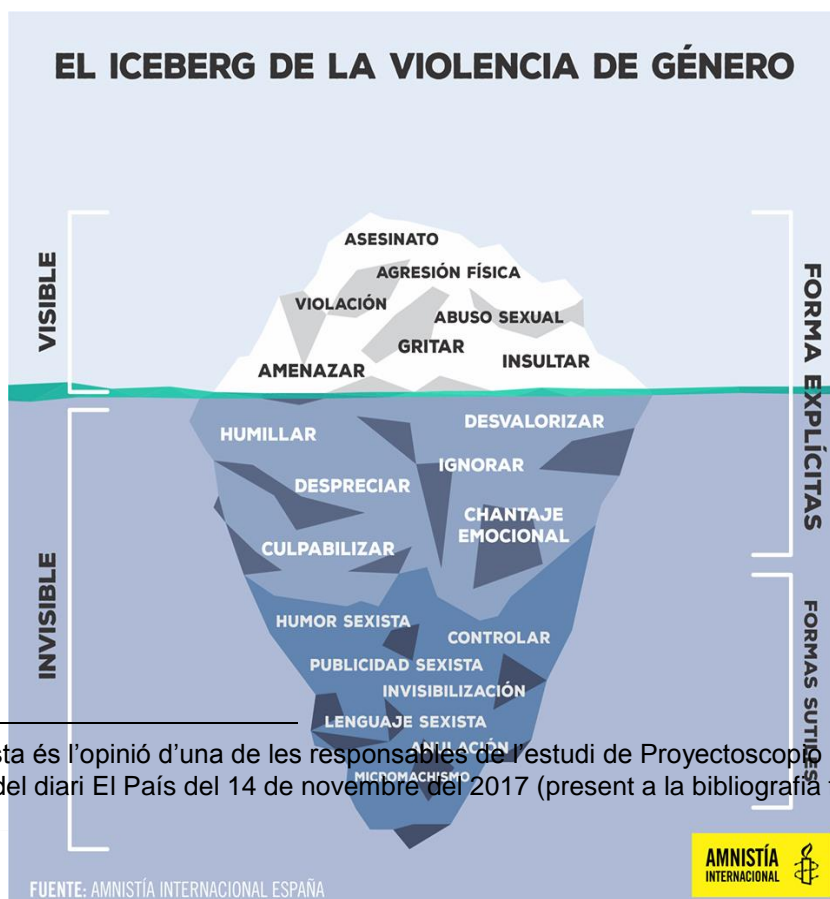 EL ICEBERG DE LA VIOLENCIA DE GÉNERO
VISIBLE
ASESINATO
AGRESIÓN FÍSICA
VIOLACIÓN
ABUSO SEXUAL
GRITAR
AMENAZAR
INSULTAR
FORMA EXPLÍCITAS
INVISIBLE
HUMILLAR
DESVALORIZAR
IGNORAR
DESPRECIAR
CHANTAJE
EMOCIONAL
CULPABILIZAR
FORMAS SUTILES
HUMOR SEXISTA
CONTROLAR
PUBLICIDAD SEXISTA
INVISIBILIZACIÓN
LENGUAJE SEXISTA
ANULACIÓN
MICROMACHISMO
sta és l’opinió d’una de les responsables de l’estudi de Proyectoscopio
del diari El País del 14 de novembre del 2017 (present a la bibliografia
FUENTE: AMNISTÍA INTERNACIONAL ESPAÑA
AMNISTÍA
INTERNACIONAL